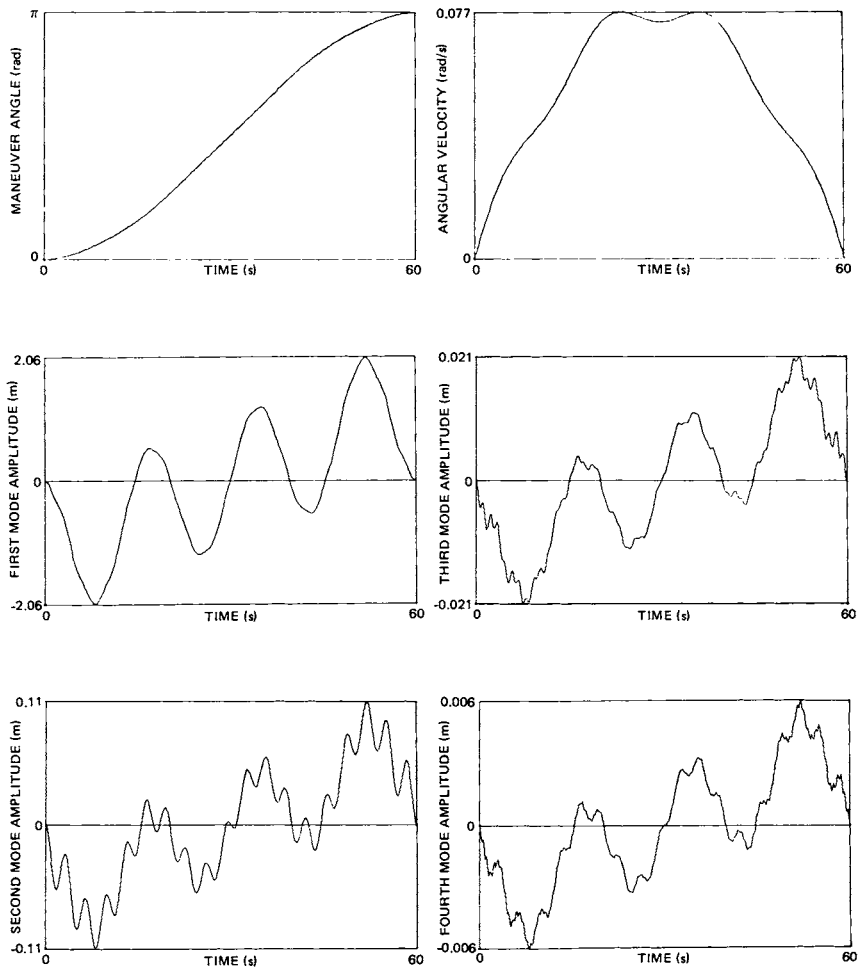 π
MANEUVER ANGLE (rad)
0
0
TIME (s)
60
0.077
ANGULAR VELOCITY (rad/s)
0
0
TIME (s)
60
2.06
FIRST MODE AMPLITUDE (m)
0
-2.06
0
TIME (s)
60
0.021
THIRD MODE AMPLITUDE (m)
0
-0.021
0
TIME (s)
60
0.11
SECOND MODE AMPLITUDE (m)
0
-0.11
0
TIME (s)
60
0.006
FOURTH MODE AMPLITUDE (m)
0
-0.006
0
TIME (s)
60